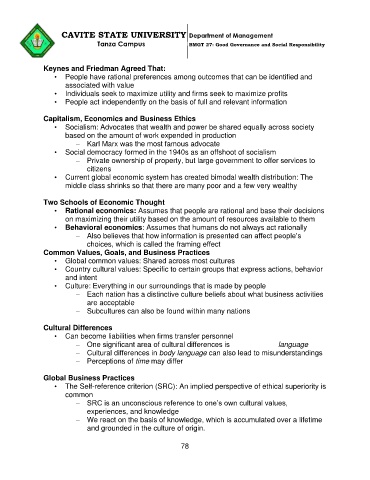 CAVITE STATE UNIVERSITY Department of Management
Tanza Campus BMGT 27- Good Governance and Social Responsibility
Keynes and Friedman Agreed That:
• People have rational preferences among outcomes that can be identified and
associated with value
• Individuals seek to maximize utility and firms seek to maximize profits
• People act independently on the basis of full and relevant information
Capitalism, Economics and Business Ethics
• Socialism: Advocates that wealth and power be shared equally across society
based on the amount of work expended in production
– Karl Marx was the most famous advocate
• Social democracy formed in the 1940s as an offshoot of socialism
– Private ownership of property, but large government to offer services to
citizens
• Current global economic system has created bimodal wealth distribution: The
middle class shrinks so that there are many poor and a few very wealthy
Two Schools of Economic Thought
• Rational economics: Assumes that people are rational and base their decisions
on maximizing their utility based on the amount of resources available to them
• Behavioral economics: Assumes that humans do not always act rationally
– Also believes that how information is presented can affect people's
choices, which is called the framing effect
Common Values, Goals, and Business Practices
• Global common values: Shared across most cultures
• Country cultural values: Specific to certain groups that express actions, behavior
and intent
• Culture: Everything in our surroundings that is made by people
– Each nation has a distinctive culture beliefs about what business activities
are acceptable
– Subcultures can also be found within many nations
Cultural Differences
• Can become liabilities when firms transfer personnel
– One significant area of cultural differences is language
– Cultural differences in body language can also lead to misunderstandings
– Perceptions of time may differ
Global Business Practices
• The Self-reference criterion (SRC): An implied perspective of ethical superiority is
common
– SRC is an unconscious reference to one's own cultural values,
experiences, and knowledge
– We react on the basis of knowledge, which is accumulated over a lifetime
and grounded in the culture of origin.
78